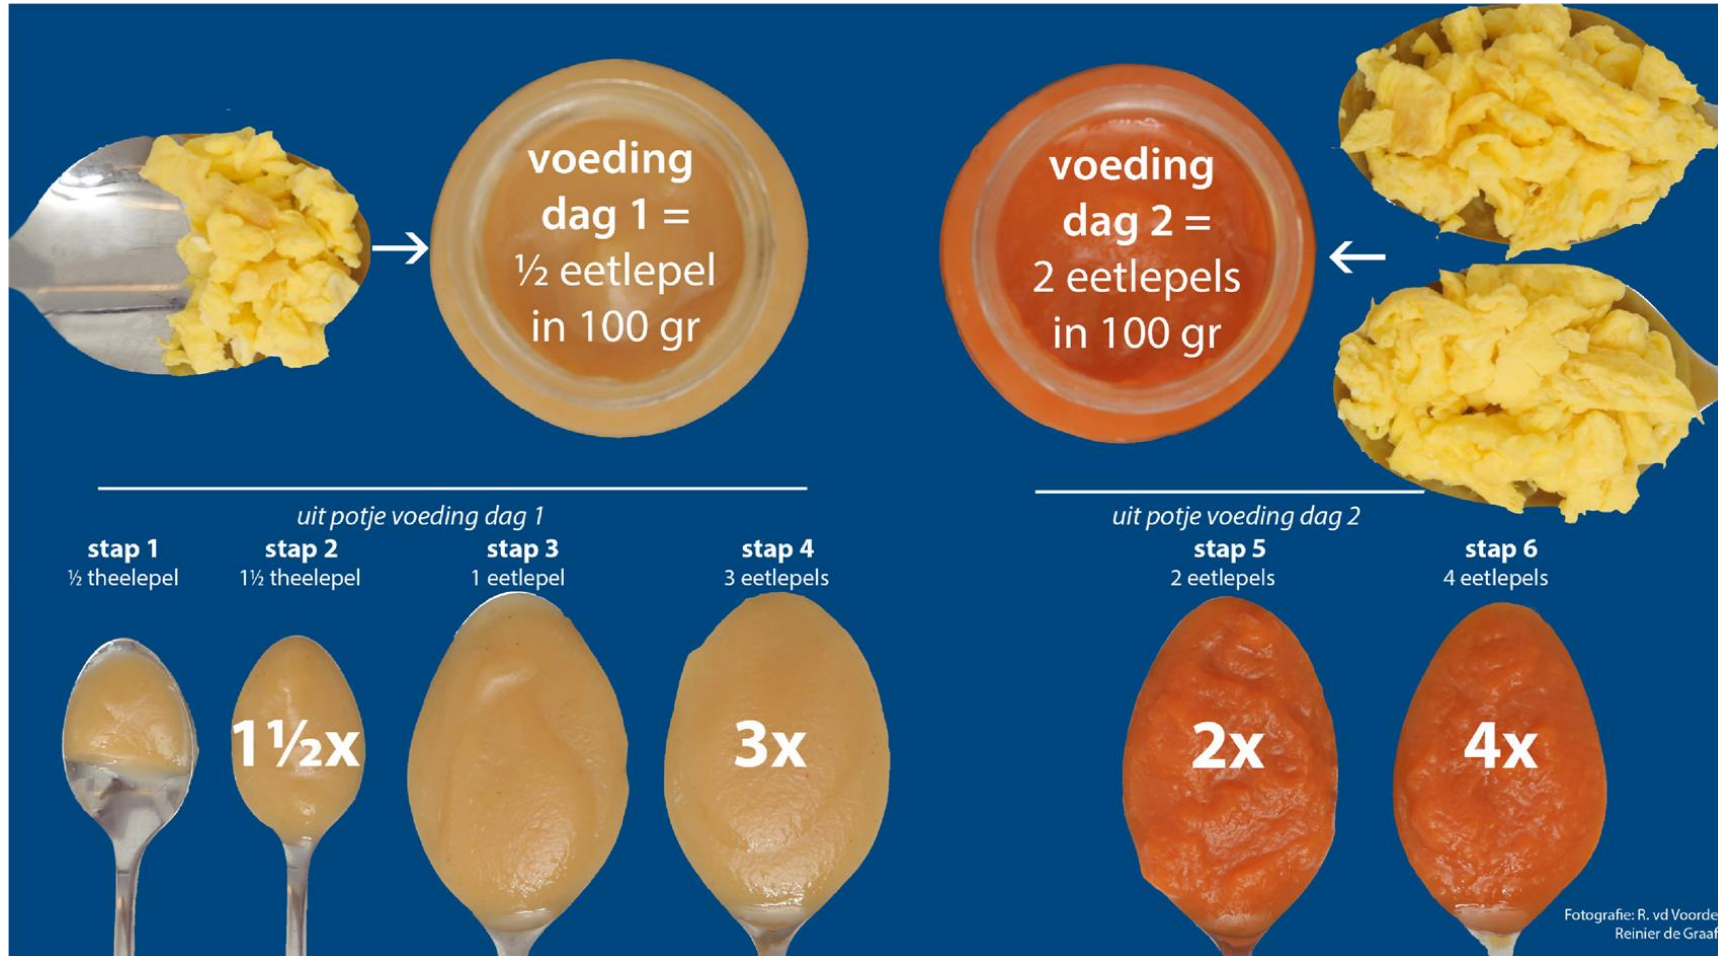 voeding
dag 1 =
½ eetlepel
in 100 gr
voeding
dag 2 =
2 eetlepels
in 100 gr
uit potje voeding dag 1
stap 1
½ theelepel
stap 2
1½ theelepel
stap 3
1 eetlepel
stap 4
3 eetlepels
1½x
3x
uit potje voeding dag 2
stap 5
2 eetlepels
stap 6
4 eetlepels
2x
4x
Fotografie: R. vd Voorde
Reinier de Graaf